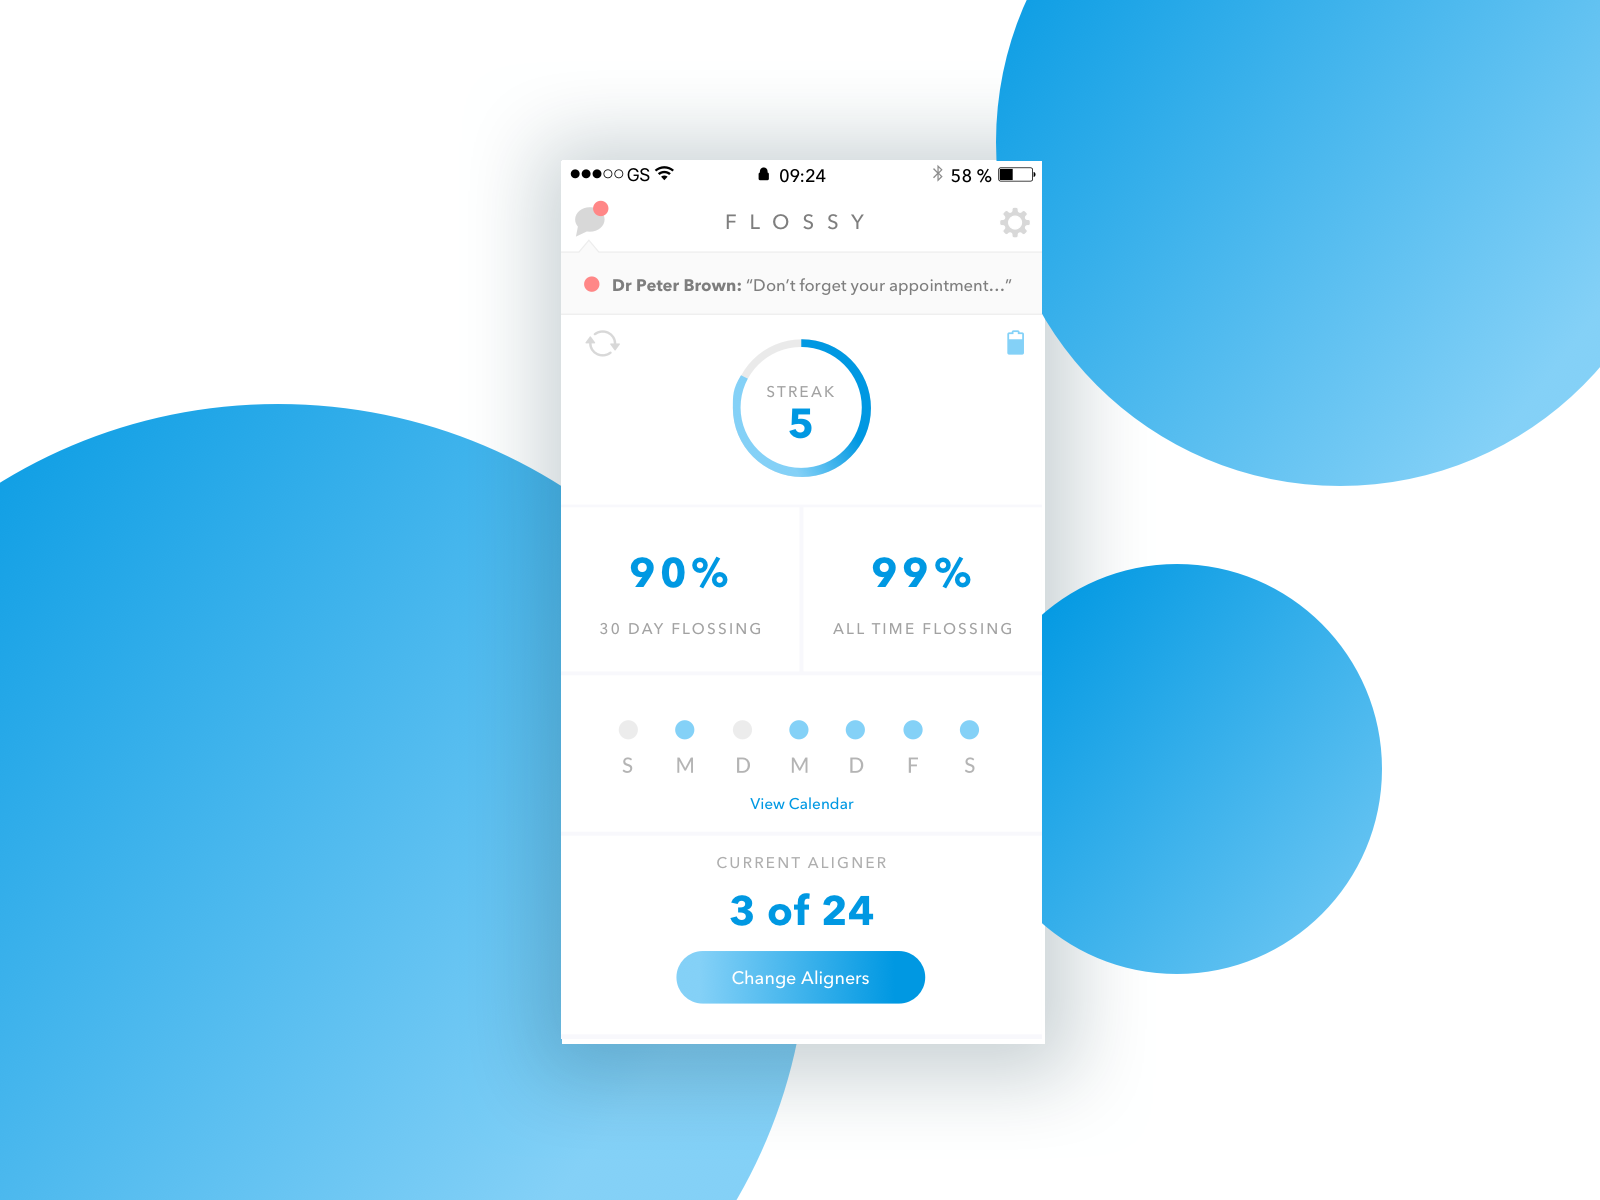 GS 09:24 58 %
FLOSSY
Dr Peter Brown: “Don’t forget your appointment...”
STREAK
5
90% 99%
30 DAY FLOSSING ALL TIME FLOSSING
S M D M D F S
View Calendar
CURRENT ALIGNER
3 of 24
Change Aligners